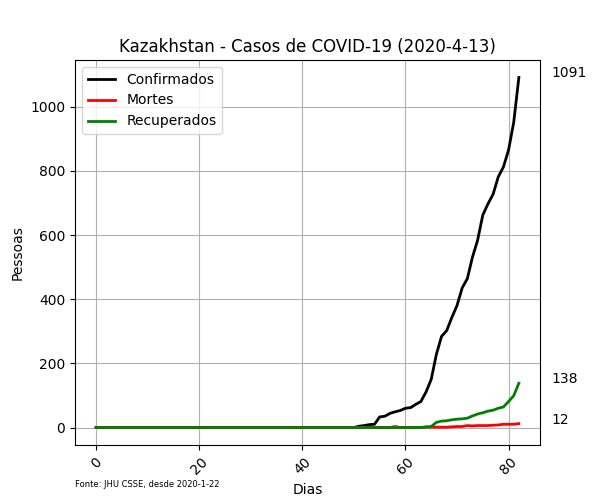 Kazakhstan - Casos de COVID-19 (2020-4-13)
Confirmados
Mortes
Recuperados
1091
138
12
Pessoas
1000
800
600
400
200
0
0 20 40 60 80
Dias
Fonte: JHU CSSE, desde 2020-1-22